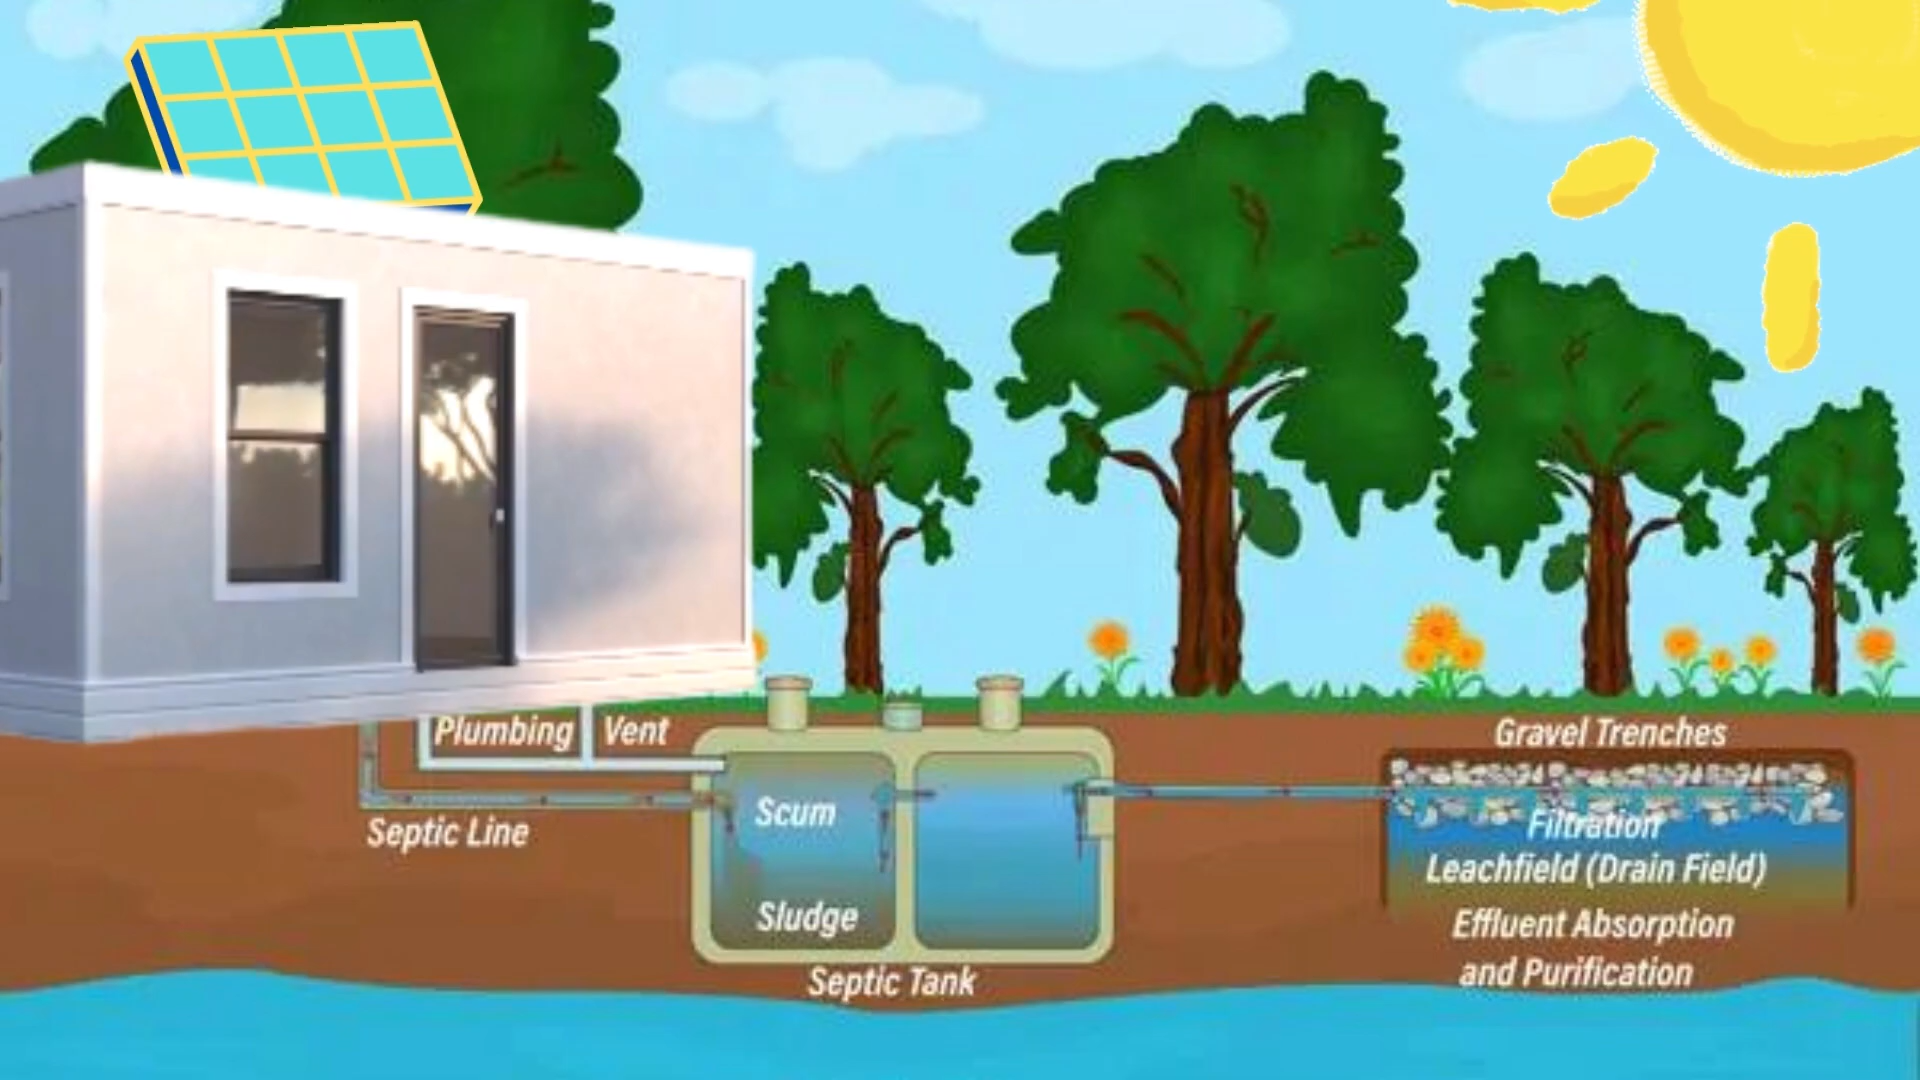 Plumbing
Vent
Gravel Trenches
Scum
Filtration
Septic Line
Leachfield (Drain Field)
Sludge
Effluent Absorption
and Purification
Septic Tank